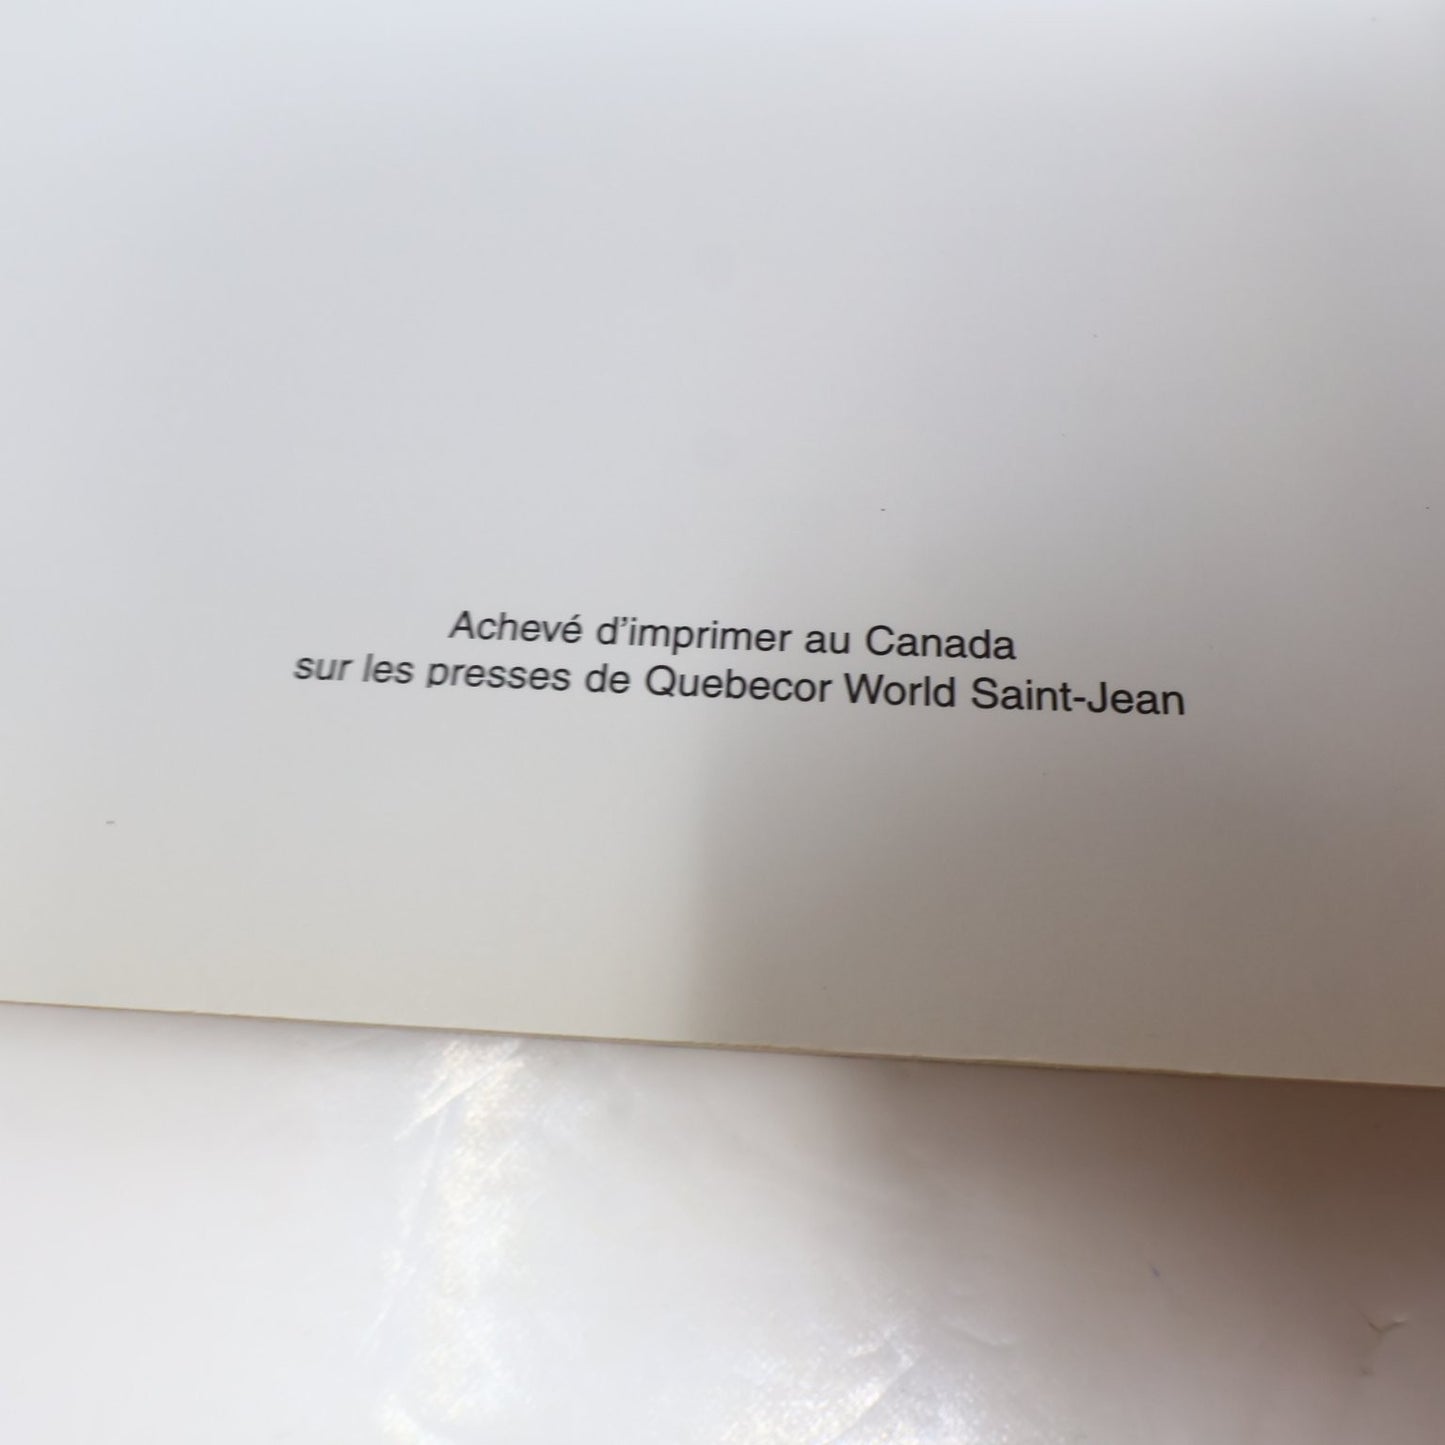 Achevé d'imprimer au Canada
sur les presses de Quebecor World Saint-Jean